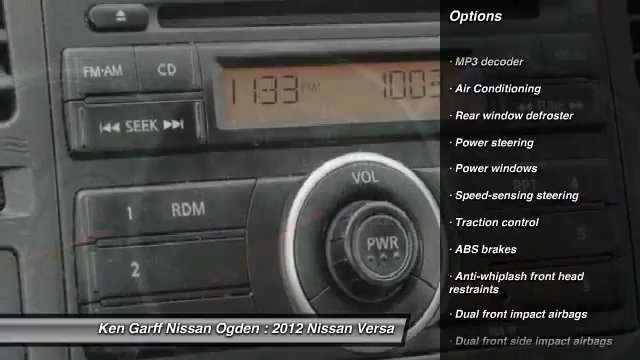 Options
· MP3 decoder
· Air Conditioning
· Rear window defroster
· Power steering
· Power windows
· Speed-sensing steering
· Traction control
· ABS brakes
· Anti-whiplash front head
restraints
· Dual front impact airbags
· Dual front side impact airbags
FM·AM
CD
1133 FM1
SEEK
VOL
1
RDM
PWR
2
Ken Garff Nissan Ogden : 2012 Nissan Versa